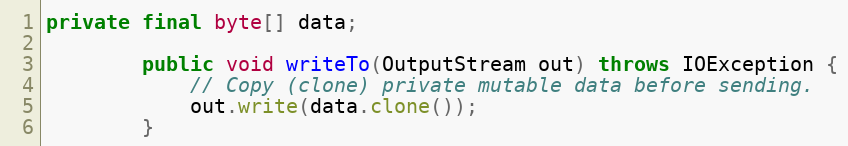 1 private final byte[] data;
2
3         public void writeTo(OutputStream out) throws IOException {
4             // Copy (clone) private mutable data before sending.
5             out.write(data.clone());
6         }